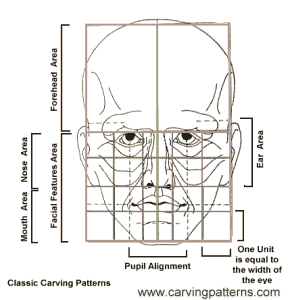 Forehead Area
Nose Area
Mouth Area
Facial Features Area
Ear Area
Pupil Alignment
One Unit
is equal to
the width of
the eye
Classic Carving Patterns
www.carvingpatterns.com